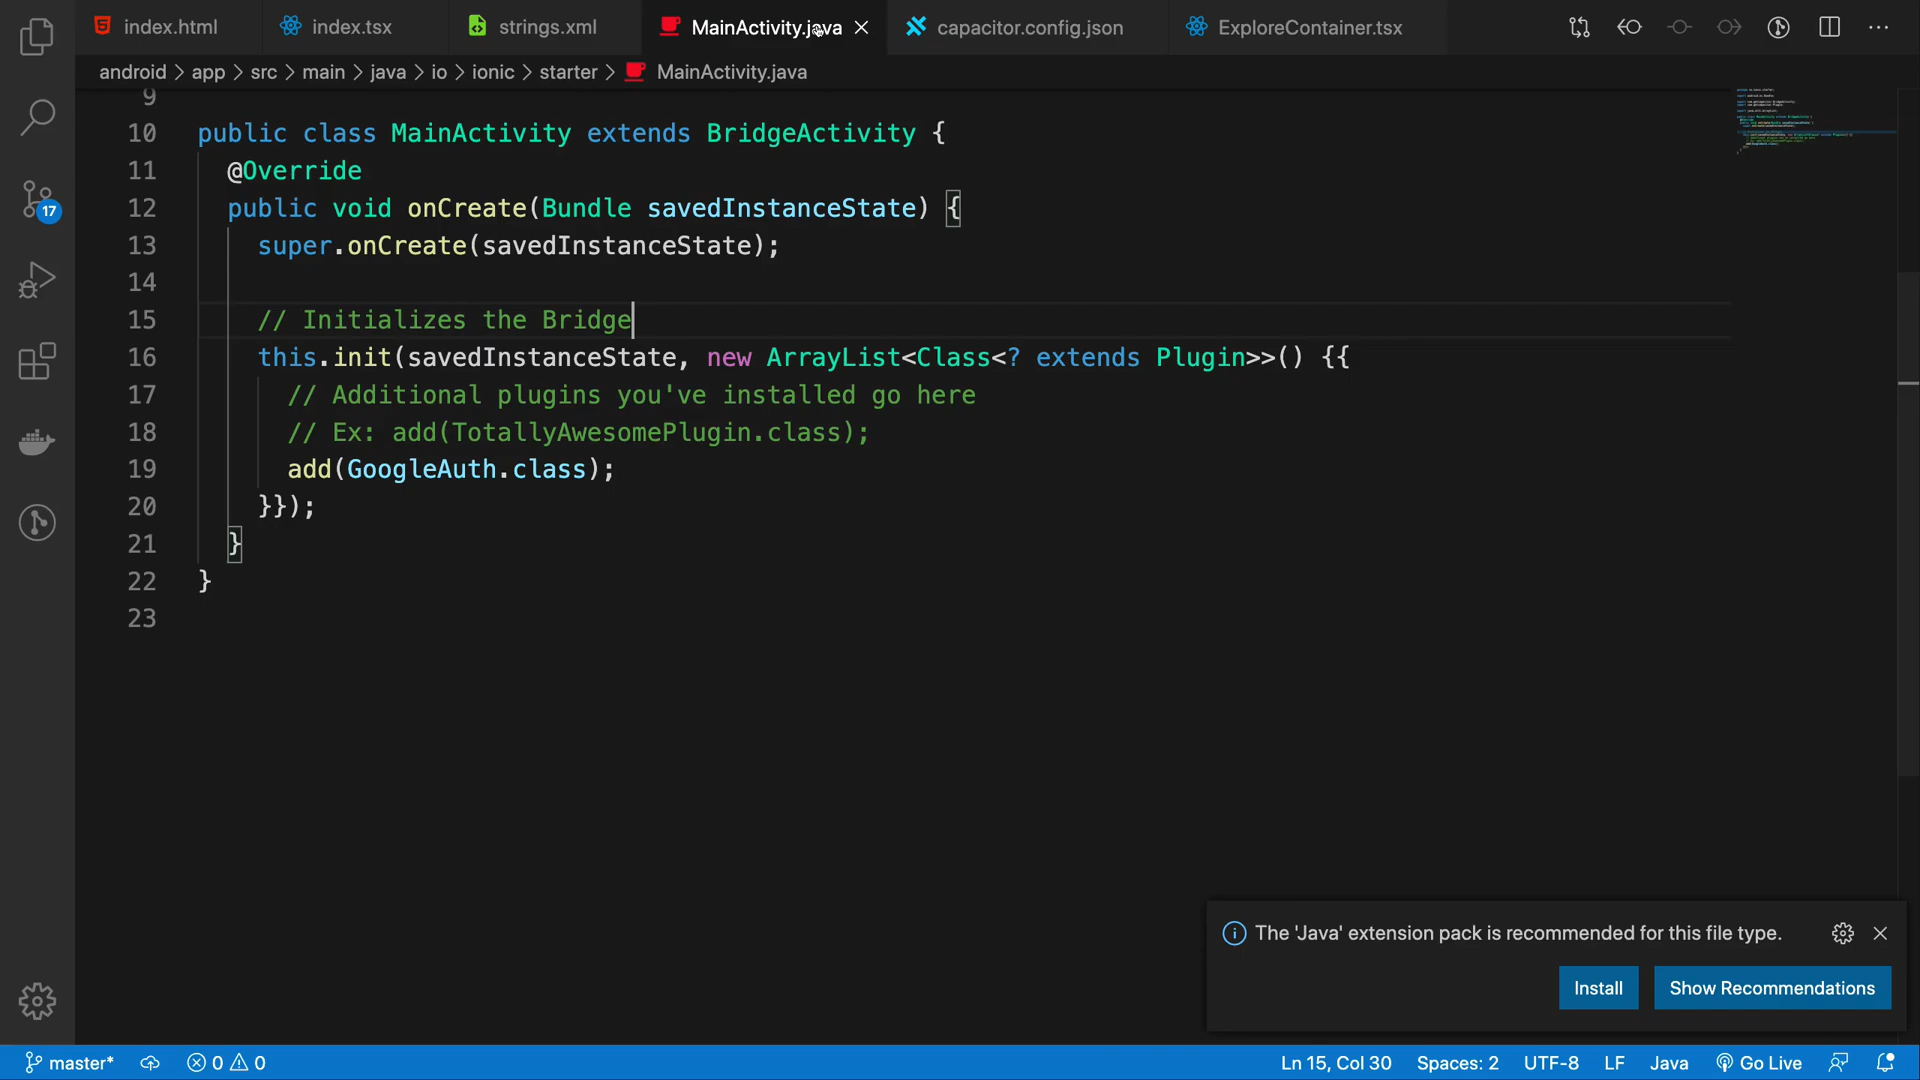 index.html
index.tsx
strings.xml
MainActivity.java
capacitor.config.json
ExploreContainer.tsx
android > app > src > main > java > io > ionic > starter > MainActivity.java
9
10 public class MainActivity extends BridgeActivity {
11 @Override
12 public void onCreate(Bundle savedInstanceState) {
13 super.onCreate(savedInstanceState);
14
15 // Initializes the Bridge
16 this.init(savedInstanceState, new ArrayList<Class<? extends Plugin>>() {{
17 // Additional plugins you've installed go here
18 // Ex: add(TotallyAwesomePlugin.class);
19 add(GoogleAuth.class);
20 }});
21 }
22 }
23
17
The 'Java' extension pack is recommended for this file type.
Install
Show Recommendations
master* 0 0 Ln 15, Col 30 Spaces: 2 UTF-8 LF Java Go Live